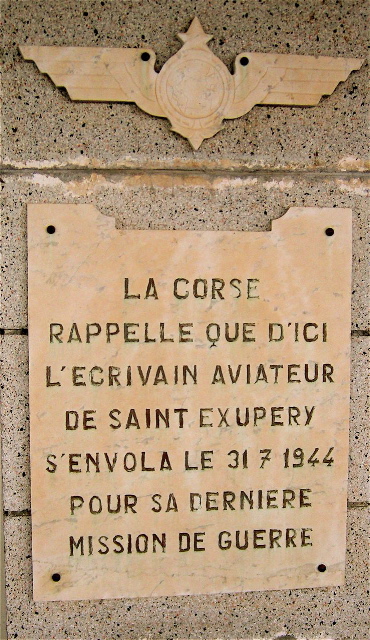 LA CORSE
RAPPELLE QUE D'ICI
L'ECRIVAIN AVIATEUR
DE SAINT EXUPERY
S'ENVOLA LE 31 7 1944
POUR SA DERNIERE
MISSION DE GUERRE